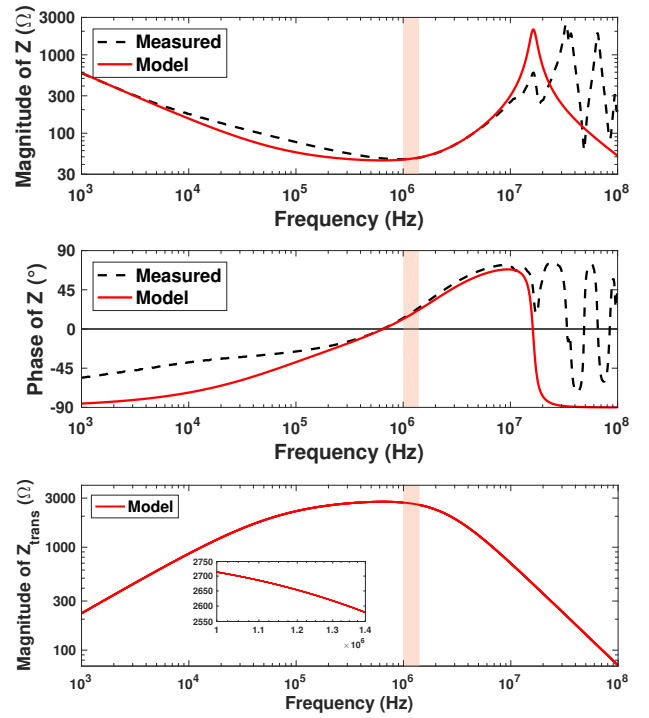 Magnitude of Z (Ω)
3000
1000
300
100
30
Measured
Model
10³ 10⁴ 10⁵ 10⁶ 10⁷ 10⁸
Frequency (Hz)
Phase of Z (°)
90
45
0
-45
-90
Measured
Model
10³ 10⁴ 10⁵ 10⁶ 10⁷ 10⁸
Frequency (Hz)
Magnitude of Z_trans (Ω)
3000
1000
300
100
Model
2750
2700
2650
2600
2550
1 1.1 1.2 1.3 1.4
×10⁶
10³ 10⁴ 10⁵ 10⁶ 10⁷ 10⁸
Frequency (Hz)